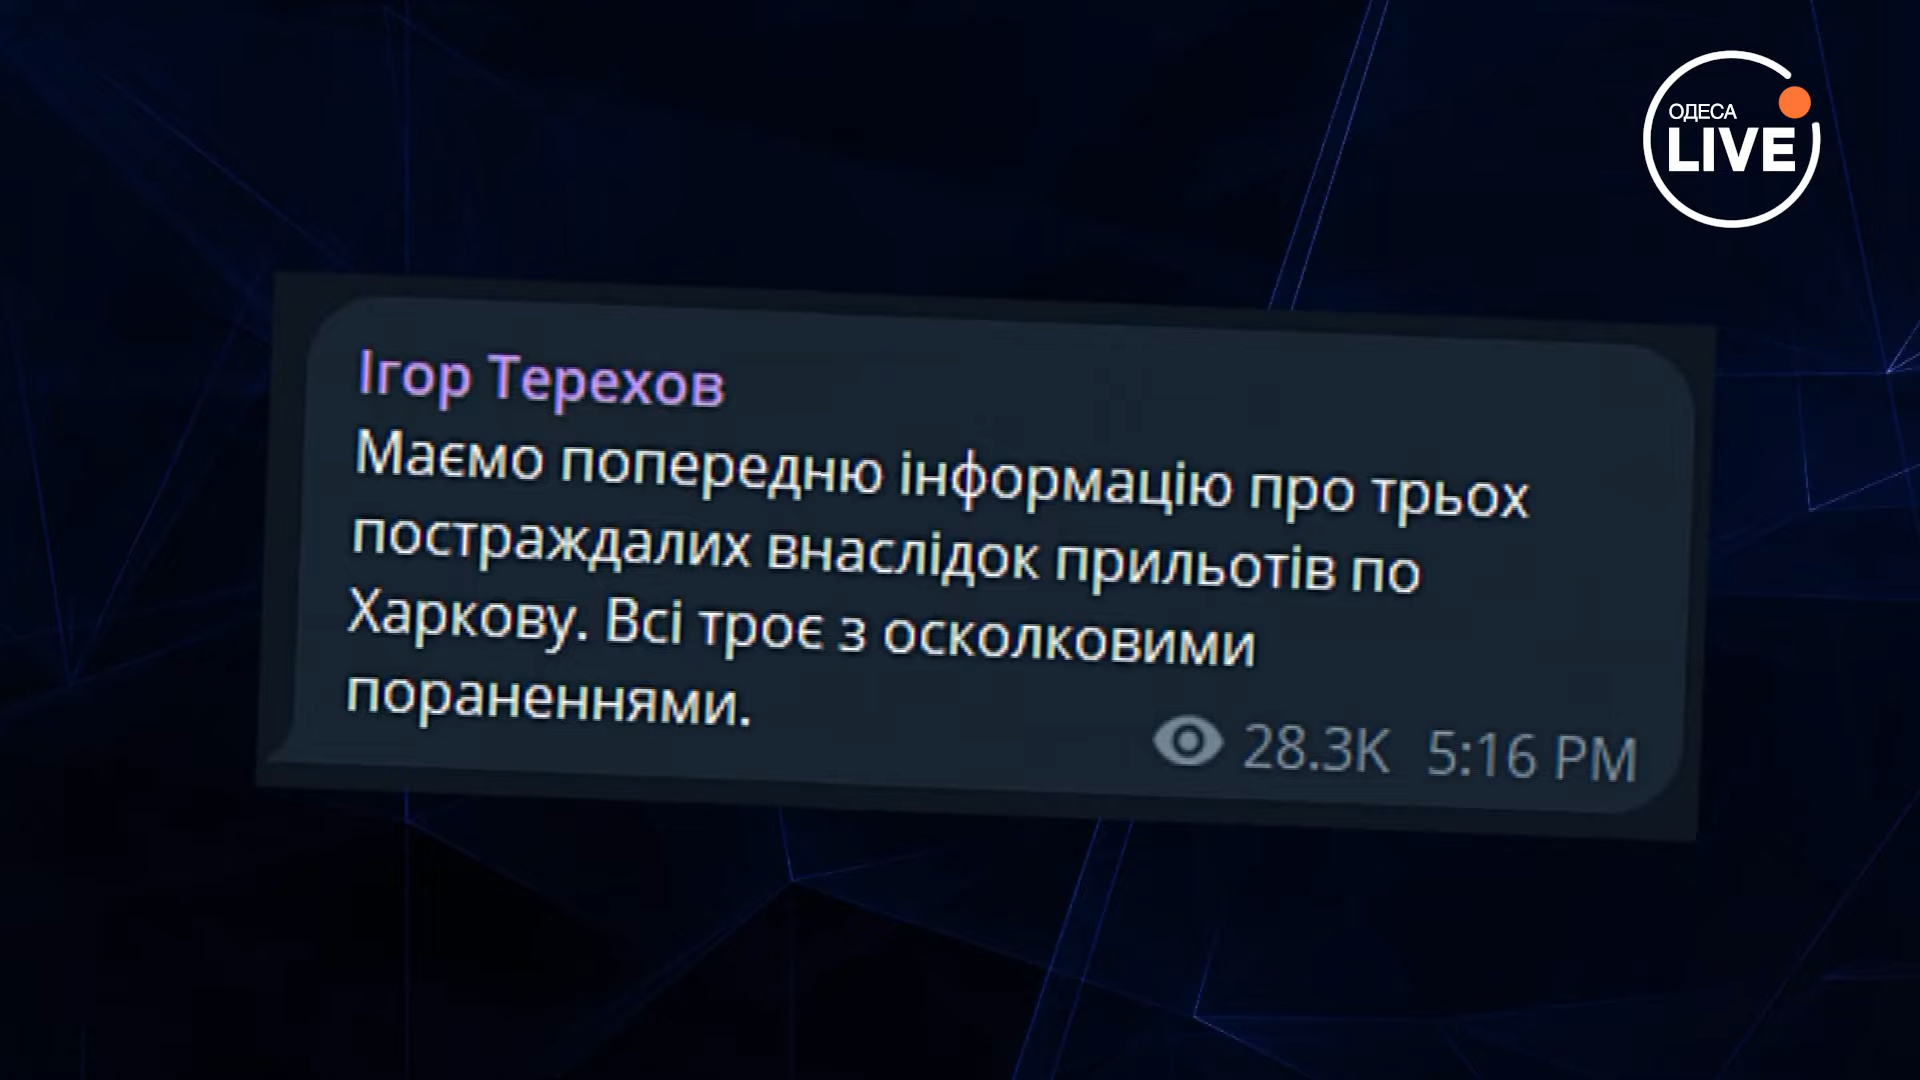 ОДЕСА
LIVE
Ігор Терехов
Маємо попередню інформацію про трьох
постраждалих внаслідок прильотів по
Харкову. Всі троє з осколковими
пораненнями.
28.3K 5:16 PM